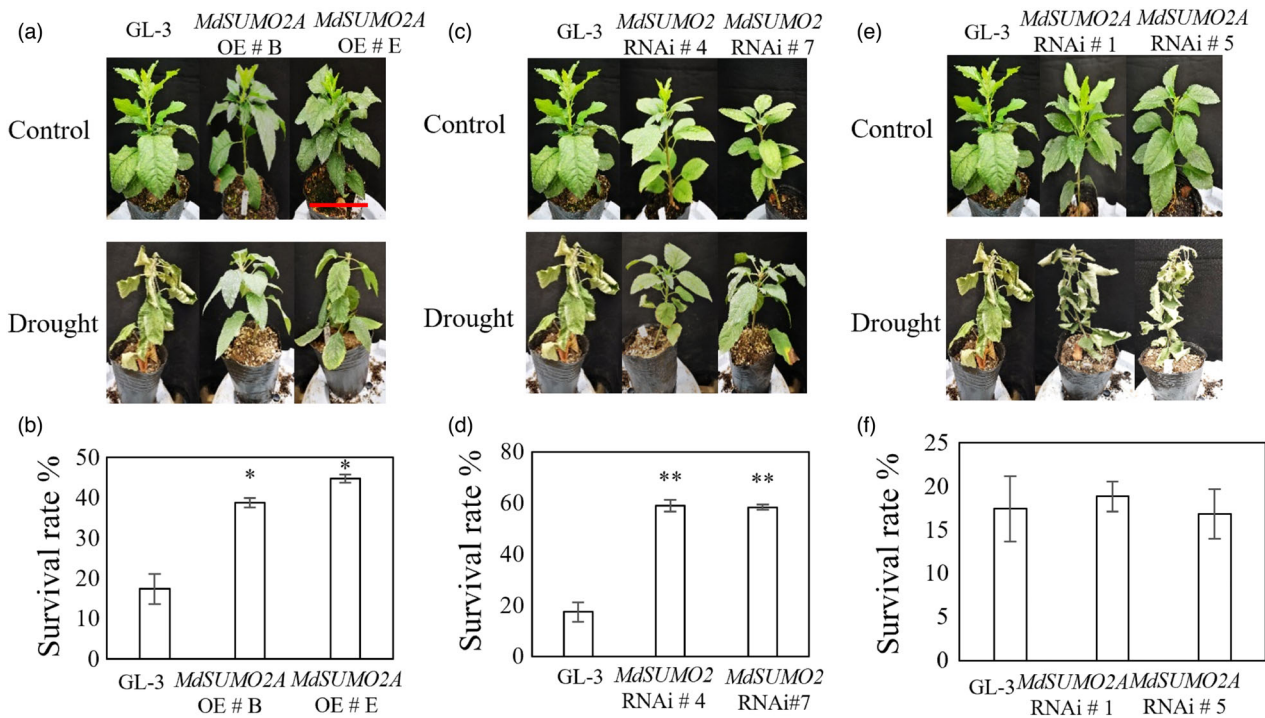 (a)
GL-3
MdSUMO2A
OE # B
MdSUMO2A
OE # E
Control
Drought
(b)
Survival rate %
50
40
30
20
10
0
*
*
GL-3
MdSUMO2A
OE # B
MdSUMO2A
OE # E
(c)
GL-3
MdSUMO2
RNAi # 4
MdSUMO2
RNAi # 7
Control
Drought
(d)
Survival rate %
80
60
40
20
0
**
**
GL-3
MdSUMO2
RNAi # 4
MdSUMO2
RNAi#7
(e)
GL-3
MdSUMO2A
RNAi # 1
MdSUMO2A
RNAi # 5
Control
Drought
(f)
Survival rate %
25
20
15
10
5
0
GL-3
MdSUMO2A
RNAi # 1
MdSUMO2A
RNAi # 5